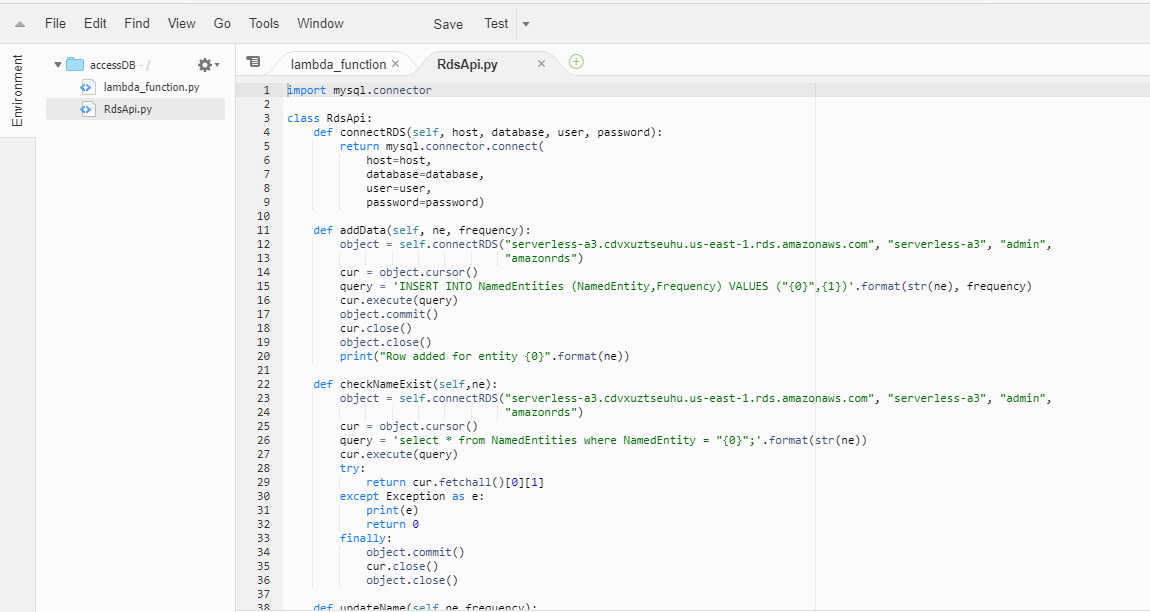 File Edit Find View Go Tools Window Save Test
Environment
accessDB - /
lambda_function.py
RdsApi.py
lambda_function × RdsApi.py ×
1 import mysql.connector
2
3 class RdsApi:
4 def connectRDS(self, host, database, user, password):
5 return mysql.connector.connect(
6 host=host,
7 database=database,
8 user=user,
9 password=password)
10
11 def addData(self, ne, frequency):
12 object = self.connectRDS("serverless-a3.cdvxuztseuhu.us-east-1.rds.amazonaws.com", "serverless-a3", "admin",
13 "amazonrds")
14 cur = object.cursor()
15 query = 'INSERT INTO NamedEntities (NamedEntity,Frequency) VALUES ("{0}",{1})'.format(str(ne), frequency)
16 cur.execute(query)
17 object.commit()
18 cur.close()
19 object.close()
20 print("Row added for entity {0}".format(ne))
21
22 def checkNameExist(self,ne):
23 object = self.connectRDS("serverless-a3.cdvxuztseuhu.us-east-1.rds.amazonaws.com", "serverless-a3", "admin",
24 "amazonrds")
25 cur = object.cursor()
26 query = 'select * from NamedEntities where NamedEntity = "{0}";'.format(str(ne))
27 cur.execute(query)
28 try:
29 return cur.fetchall()[0][1]
30 except Exception as e:
31 print(e)
32 return 0
33 finally:
34 object.commit()
35 cur.close()
36 object.close()
37
38 def updateName(self,ne,frequency):